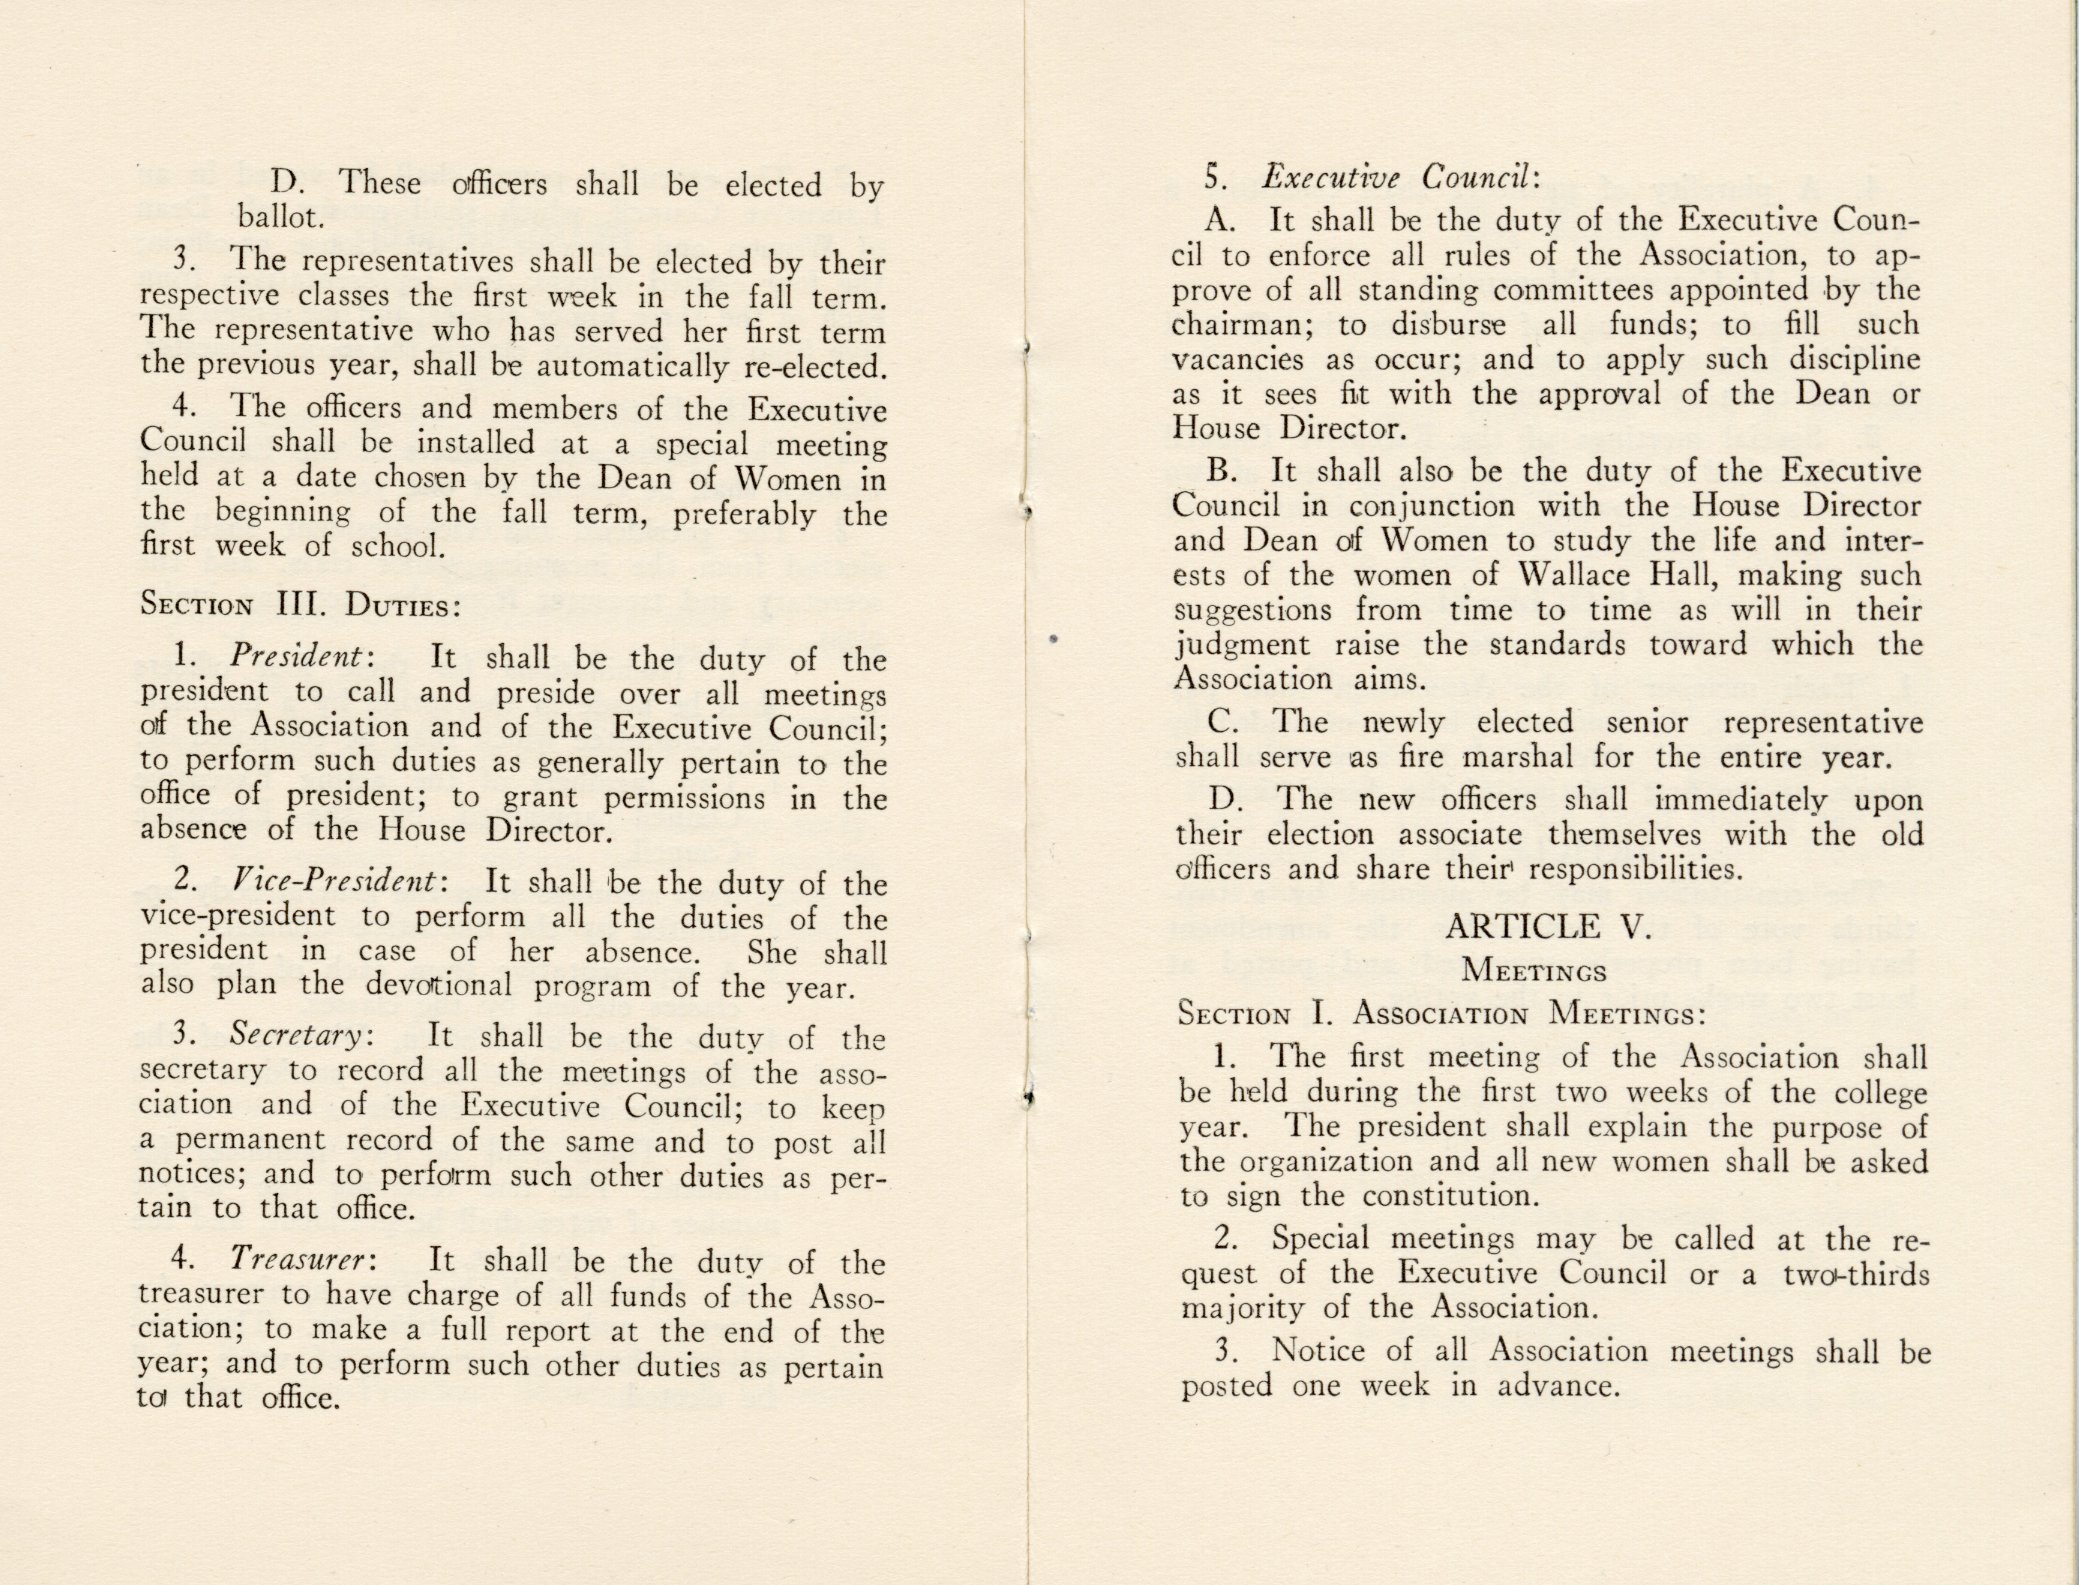 D. These officers shall be elected by
ballot.
3. The representatives shall be elected by their
respective classes the first week in the fall term.
The representative who has served her first term
the previous year, shall be automatically re-elected.
4. The officers and members of the Executive
Council shall be installed at a special meeting
held at a date chosen by the Dean of Women in
the beginning of the fall term, preferably the
first week of school.
SECTION III. DUTIES:
1. President: It shall be the duty of the
president to call and preside over all meetings
of the Association and of the Executive Council;
to perform such duties as generally pertain to the
office of president; to grant permissions in the
absence of the House Director.
2. Vice-President: It shall be the duty of the
vice-president to perform all the duties of the
president in case of her absence. She shall
also plan the devotional program of the year.
3. Secretary: It shall be the duty of the
secretary to record all the meetings of the asso-
ciation and of the Executive Council; to keep
a permanent record of the same and to post all
notices; and to perform such other duties as per-
tain to that office.
4. Treasurer: It shall be the duty of the
treasurer to have charge of all funds of the Asso-
ciation; to make a full report at the end of the
year; and to perform such other duties as pertain
to that office.
5. Executive Council:
A. It shall be the duty of the Executive Coun-
cil to enforce all rules of the Association, to ap-
prove of all standing committees appointed by the
chairman; to disburse all funds; to fill such
vacancies as occur; and to apply such discipline
as it sees fit with the approval of the Dean or
House Director.
B. It shall also be the duty of the Executive
Council in conjunction with the House Director
and Dean of Women to study the life and inter-
ests of the women of Wallace Hall, making such
suggestions from time to time as will in their
judgment raise the standards toward which the
Association aims.
C. The newly elected senior representative
shall serve as fire marshal for the entire year.
D. The new officers shall immediately upon
their election associate themselves with the old
officers and share their responsibilities.
ARTICLE V.
MEETINGS
SECTION I. ASSOCIATION MEETINGS:
1. The first meeting of the Association shall
be held during the first two weeks of the college
year. The president shall explain the purpose of
the organization and all new women shall be asked
to sign the constitution.
2. Special meetings may be called at the re-
quest of the Executive Council or a two-thirds
majority of the Association.
3. Notice of all Association meetings shall be
posted one week in advance.